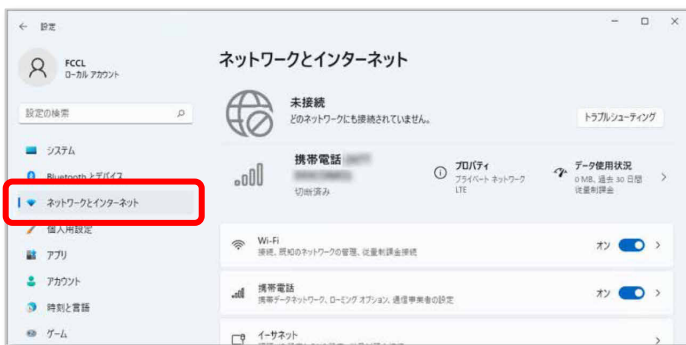 ← 設定
FCCL
ローカル アカウント
設定の検索
システム
Bluetooth とデバイス
ネットワークとインターネット
個人用設定
アプリ
アカウント
時刻と言語
ゲーム
ネットワークとインターネット
未接続
どのネットワークにも接続されていません。
トラブルシューティング
携帯電話
切断済み
プロパティ
プライベート ネットワーク
LTE
データ使用状況
0 MB、過去 30 日間
従量制課金
Wi-Fi
接続、既知のネットワークの管理、従量制課金接続
オン
携帯電話
携帯データネットワーク、ローミング オプション、通信事業者の設定
オン
イーサネット